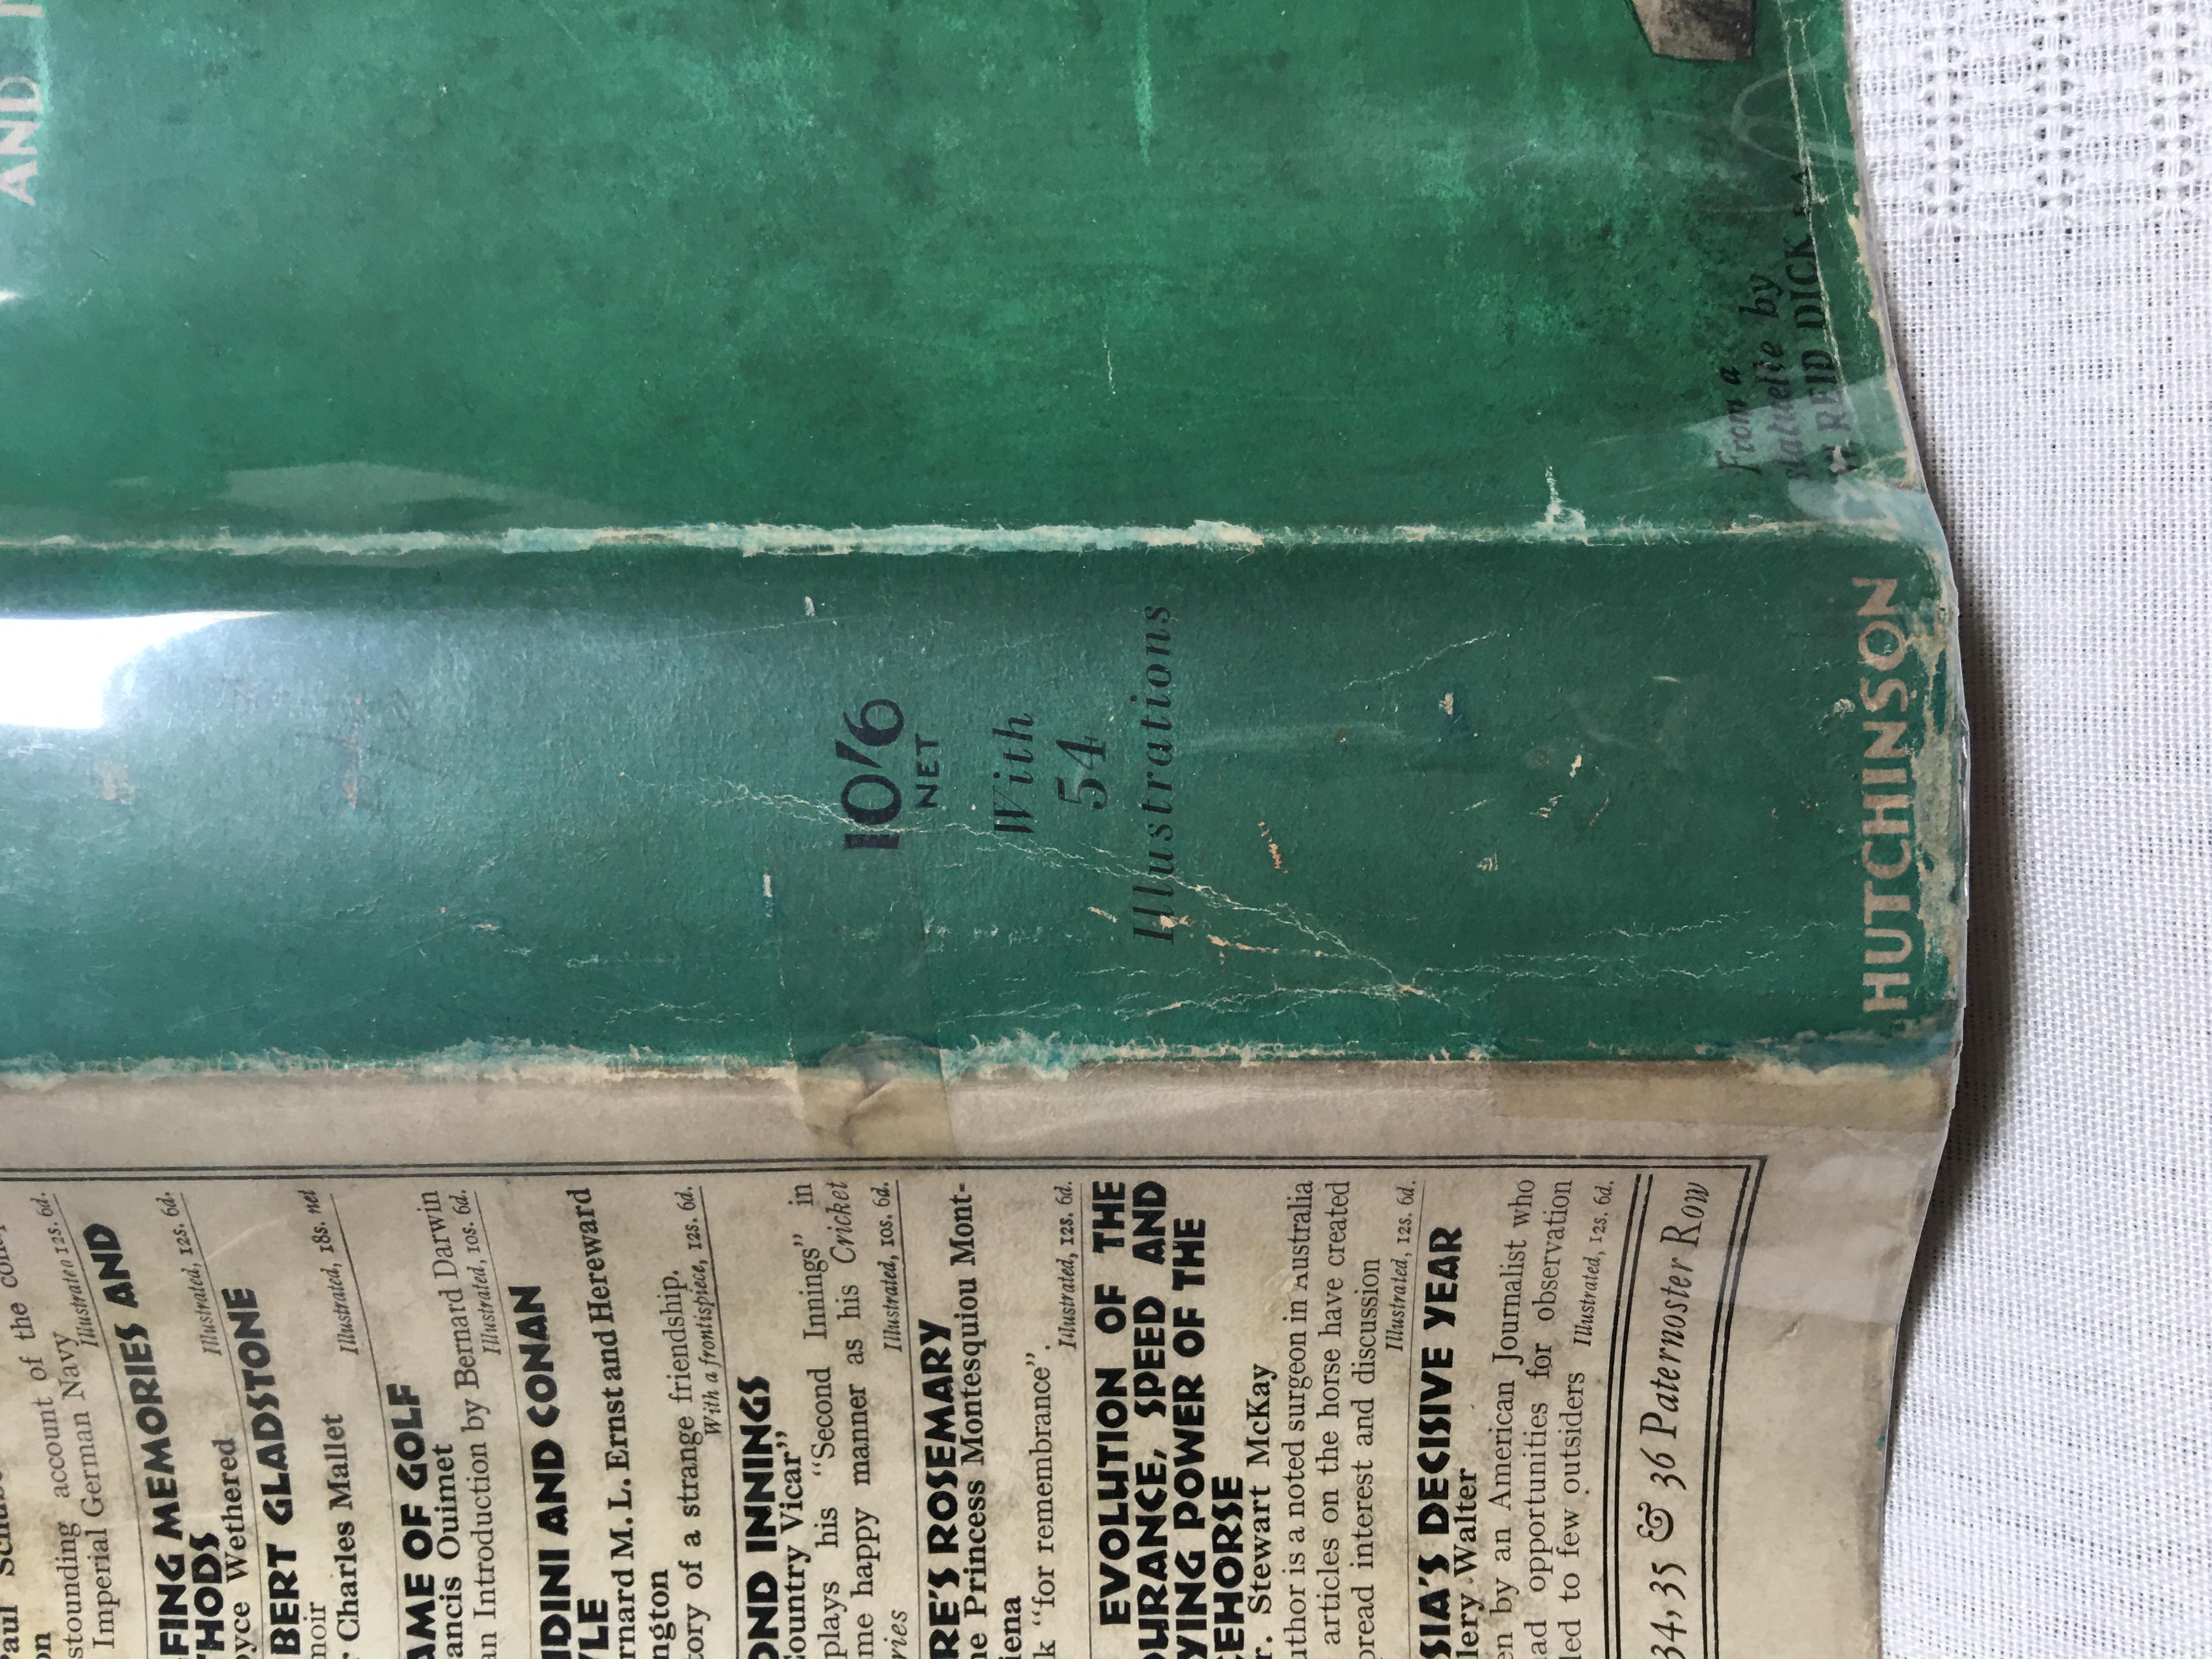 AND
From a
statuette by
W. REID DICK
10/6
NET
With
54
Illustrations
HUTCHINSON
Paul
on
stounding account of the
Imperial German Navy
Illustrated 12s. 6d.
FING MEMORIES AND
THODS
yce Wethered
Illustrated, 12s. 6d.
BERT GLADSTONE
moir
Charles Mallet
Illustrated, 18s. net
AME OF GOLF
ancis Ouimet
an Introduction by Bernard Darwin
Illustrated, 10s. 6d.
DINI AND CONAN
YLE
rnard M. L. Ernst and Hereward
ngton
tory of a strange friendship.
With a frontispiece, 12s. 6d.
OND INNINGS
Country Vicar”
plays his “Second Innings” in
me happy manner as his Cricket
ries
Illustrated, 10s. 6d.
RE'S ROSEMARY
ne Princess Montesquiou Mont-
iena
k “for remembrance”.
Illustrated, 12s. 6d.
EVOLUTION OF THE
DURANCE, SPEED AND
YING POWER OF THE
CEHORSE
r. Stewart McKay
uthor is a noted surgeon in Australia
articles on the horse have created
pread interest and discussion
Illustrated, 12s. 6d.
SIA'S DECISIVE YEAR
lery Walter
en by an American Journalist who
ad opportunities for observation
led to few outsiders
Illustrated, 12s. 6d.
34, 35 & 36 Paternoster Row